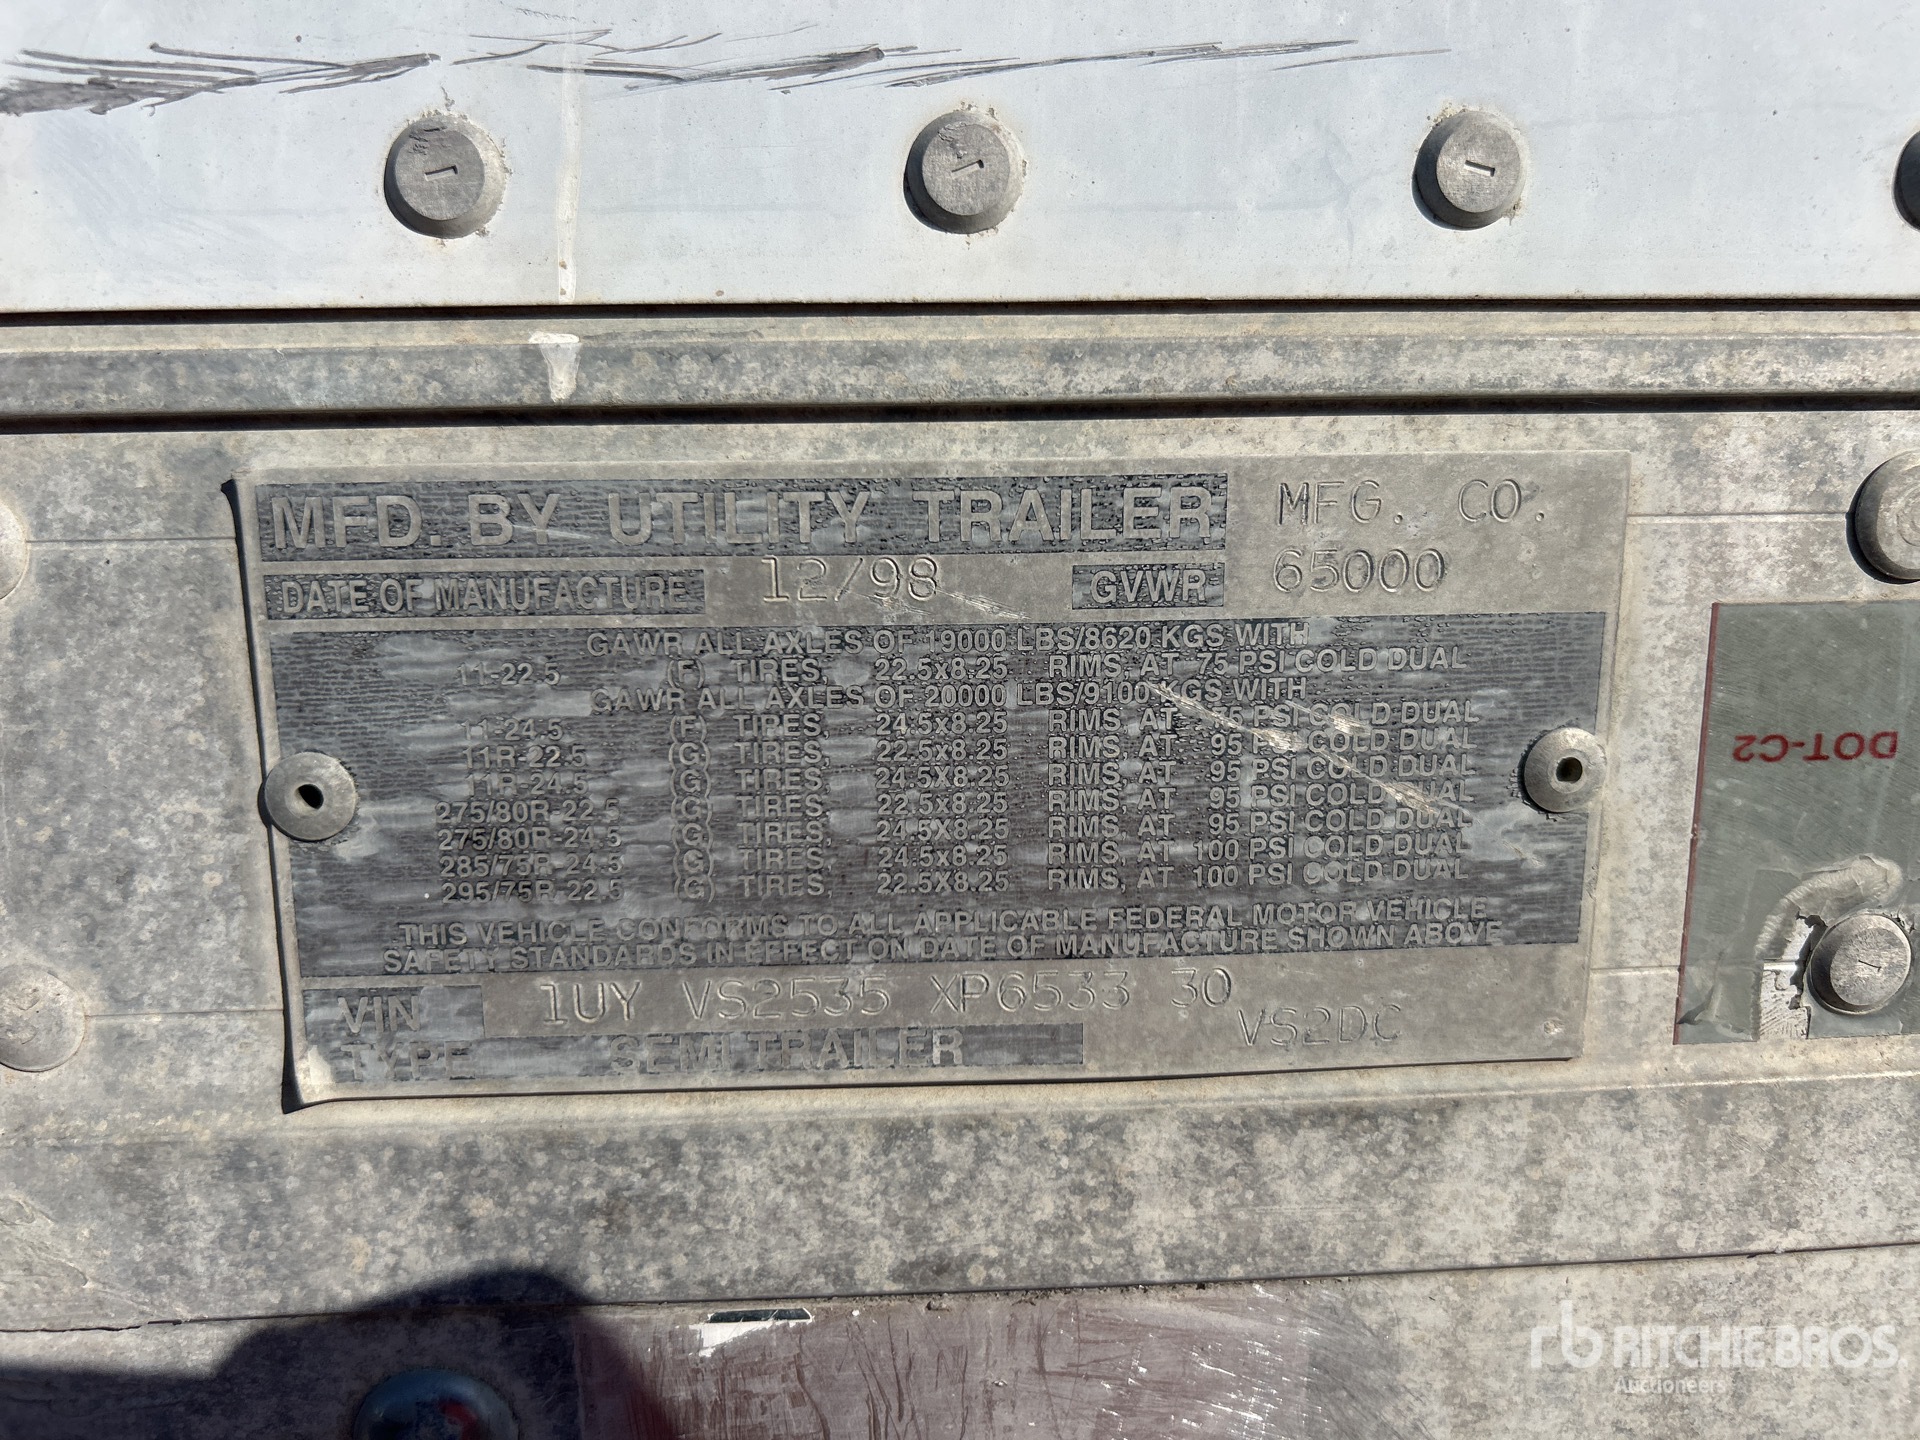 MFD. BY UTILITY TRAILER MFG. CO.
DATE OF MANUFACTURE 12/98 GVWR 65000
GAWR ALL AXLES OF 19000 LBS/8620 KGS WITH
11-22.5 (F) TIRES, 22.5x8.25 RIMS, AT 75 PSI COLD DUAL
GAWR ALL AXLES OF 20000 LBS/9100 KGS WITH
11-24.5 (F) TIRES, 24.5x8.25 RIMS, AT 75 PSI COLD DUAL
11R-22.5 (G) TIRES, 22.5x8.25 RIMS, AT 95 PSI COLD DUAL
11R-24.5 (G) TIRES, 24.5x8.25 RIMS, AT 95 PSI COLD DUAL
275/80R-22.5 (G) TIRES, 22.5x8.25 RIMS, AT 95 PSI COLD DUAL
275/80R-24.5 (G) TIRES, 24.5x8.25 RIMS, AT 95 PSI COLD DUAL
285/75R-24.5 (G) TIRES, 24.5x8.25 RIMS, AT 100 PSI COLD DUAL
295/75R-22.5 (G) TIRES, 22.5x8.25 RIMS, AT 100 PSI COLD DUAL
THIS VEHICLE CONFORMS TO ALL APPLICABLE FEDERAL MOTOR VEHICLE
SAFETY STANDARDS IN EFFECT ON DATE OF MANUFACTURE SHOWN ABOVE
VIN 1UY VS2535 XP6533 30
TYPE SEMI TRAILER VS2DC
DOT-C2
rb RITCHIE BROS.
Auctioneers